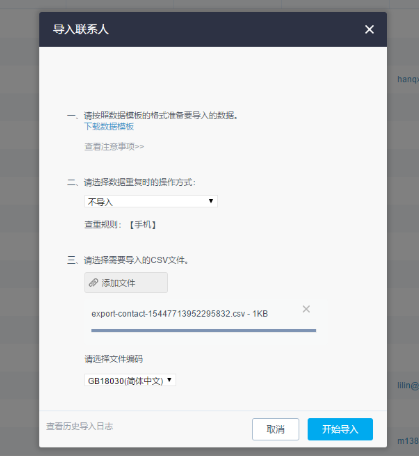 导入联系人
hanqi
一、请按照数据模板的格式准备要导入的数据。
下载数据模板
查看注意事项>>
二、请选择数据重复时的操作方式:
不导入
查重规则:【手机】
三、请选择需要导入的CSV文件。
添加文件
export-contact-15447713952295832.csv - 1KB
请选择文件编码
GB18030(简体中文)
lilin@
查看历史导入日志
取消
开始导入
m138